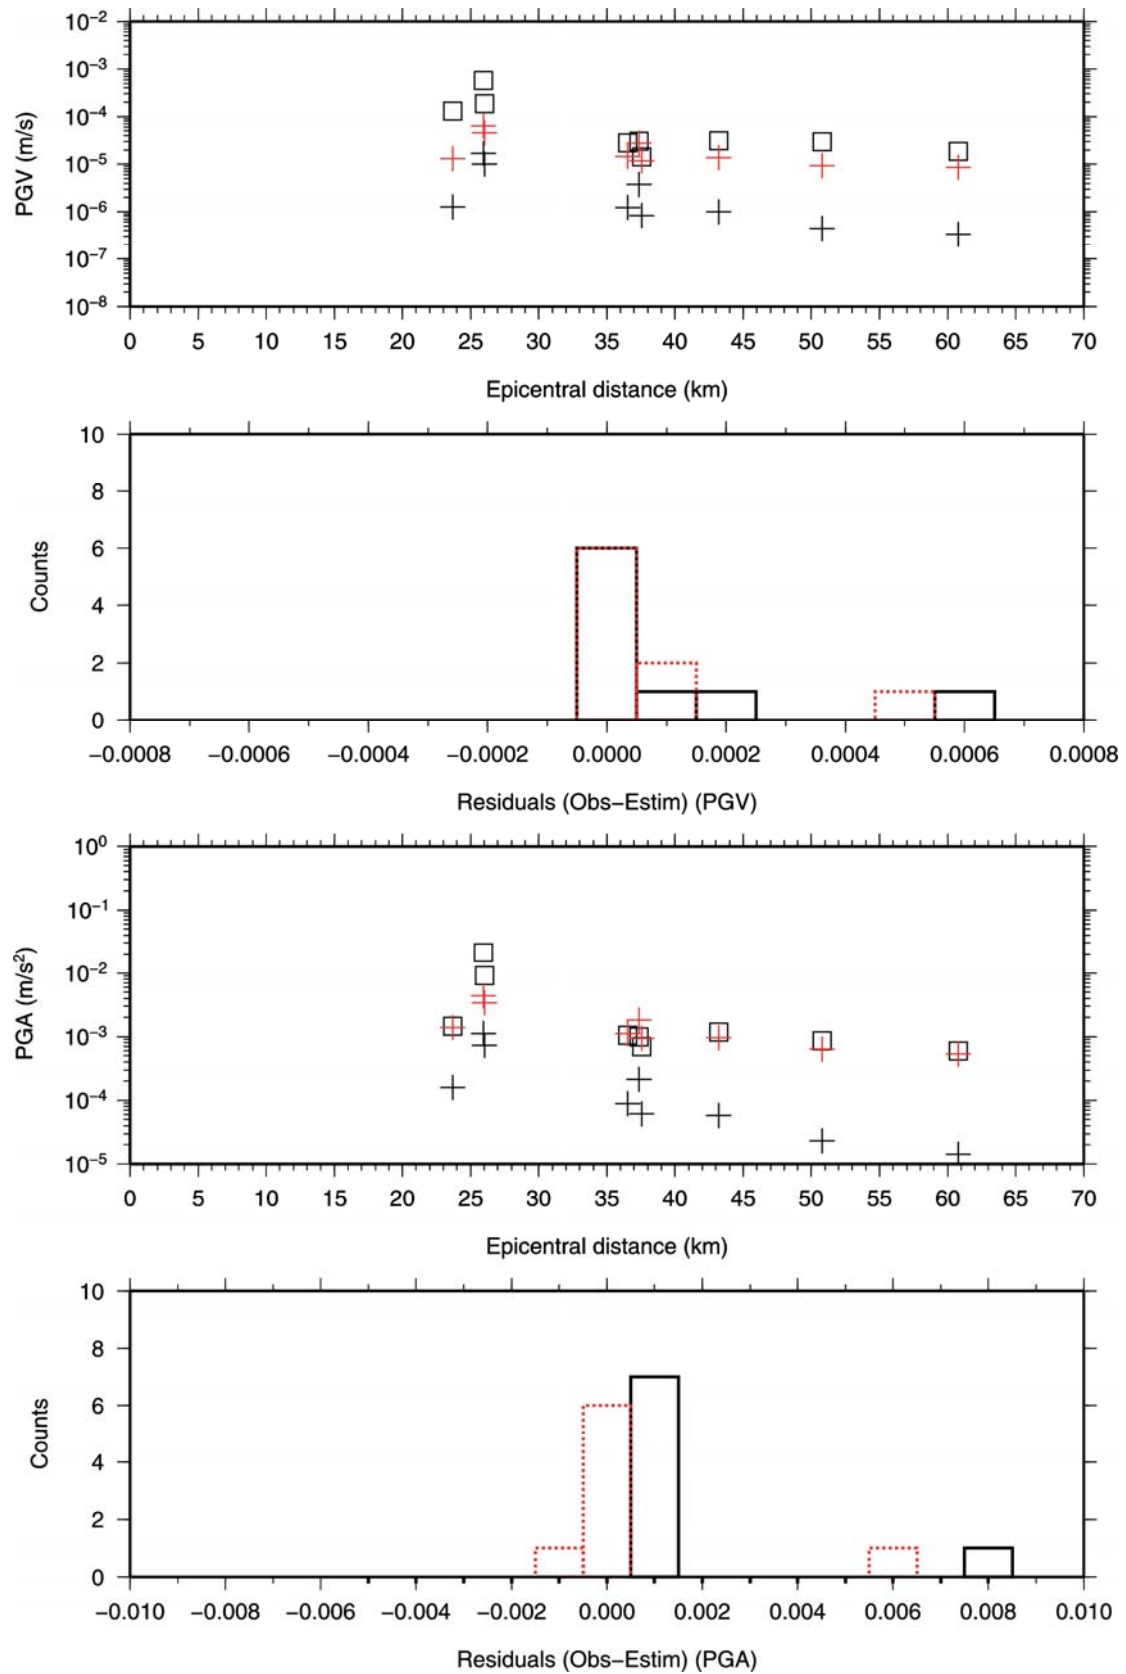 10⁻²
10⁻³
10⁻⁴
10⁻⁵
10⁻⁶
10⁻⁷
10⁻⁸
PGV (m/s)
0 5 10 15 20 25 30 35 40 45 50 55 60 65 70
Epicentral distance (km)
10
8
6
4
2
0
Counts
−0.0008 −0.0006 −0.0004 −0.0002 0.0000 0.0002 0.0004 0.0006 0.0008
Residuals (Obs−Estim) (PGV)
10⁰
10⁻¹
10⁻²
10⁻³
10⁻⁴
10⁻⁵
PGA (m/s²)
0 5 10 15 20 25 30 35 40 45 50 55 60 65 70
Epicentral distance (km)
10
8
6
4
2
0
Counts
−0.010 −0.008 −0.006 −0.004 −0.002 0.000 0.002 0.004 0.006 0.008 0.010
Residuals (Obs−Estim) (PGA)